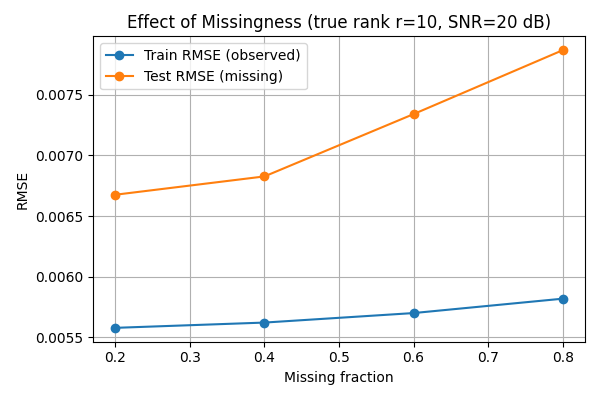 Effect of Missingness (true rank r=10, SNR=20 dB)
Train RMSE (observed)
Test RMSE (missing)
RMSE
0.0075
0.0070
0.0065
0.0060
0.0055
0.2 0.3 0.4 0.5 0.6 0.7 0.8
Missing fraction